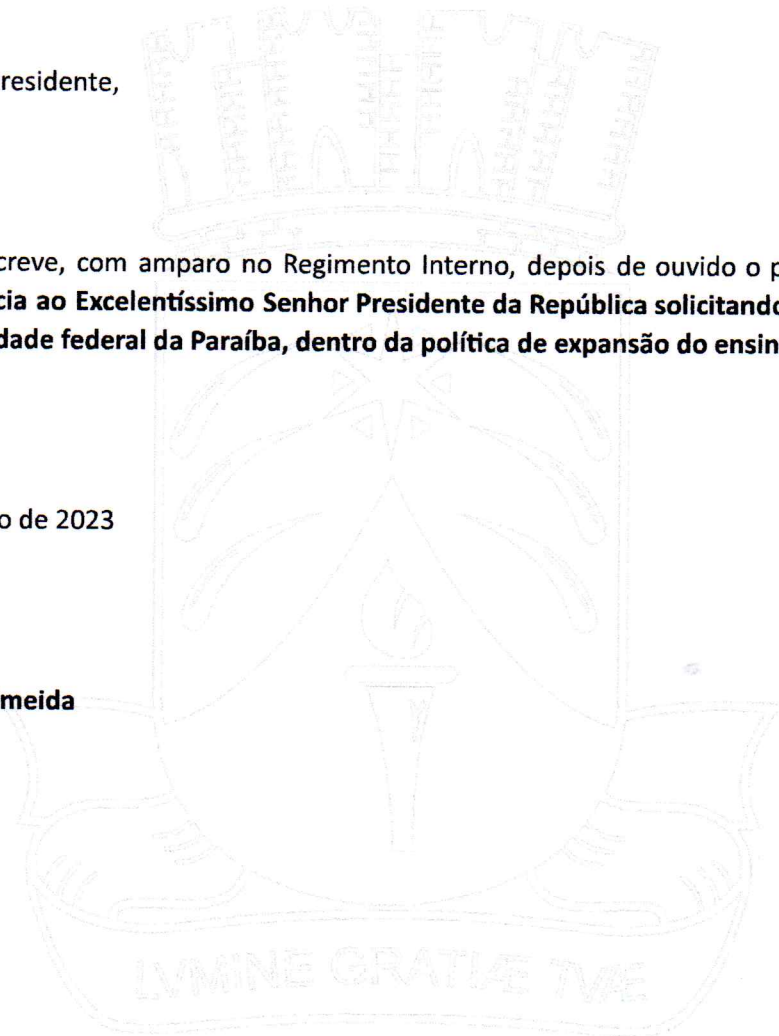 residente,
creve, com amparo no Regimento Interno, depois de ouvido o p
cia ao Excelentíssimo Senhor Presidente da República solicitando
dade federal da Paraíba, dentro da política de expansão do ensin
o de 2023
meida
LVMINE GRATIÆ TVÆ